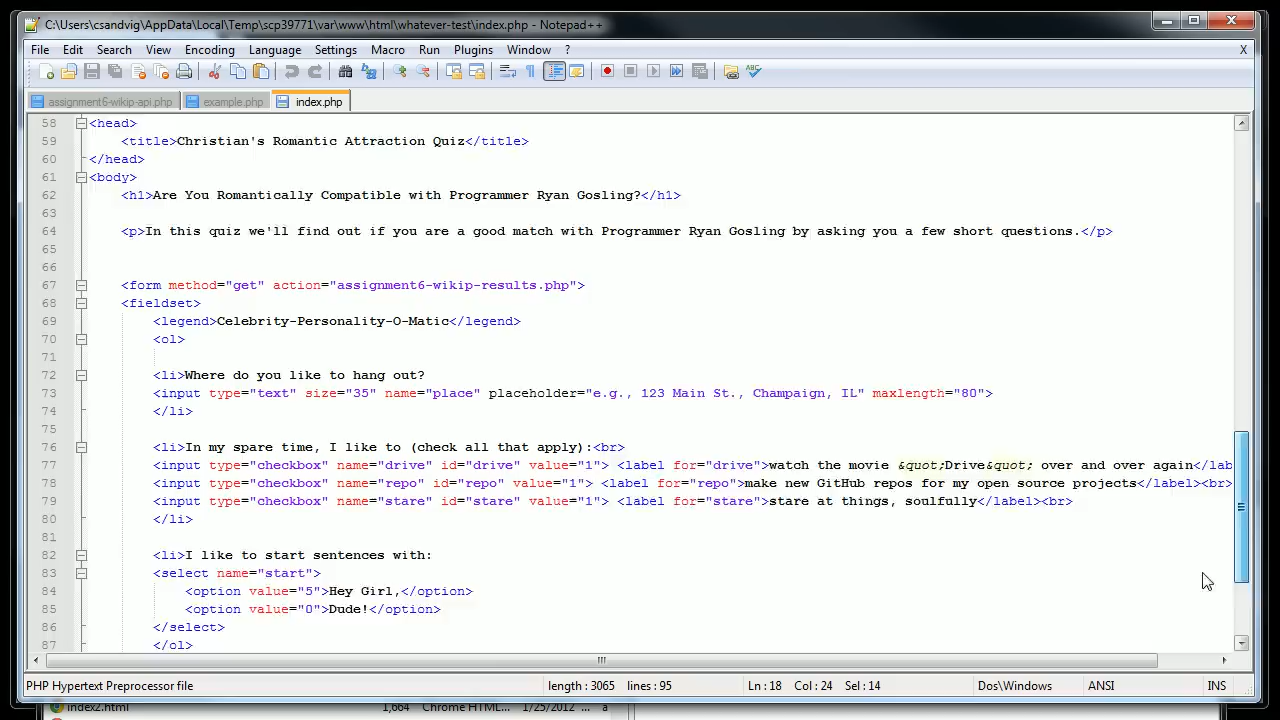 C:\Users\csandvig\AppData\Local\Temp\scp39771\var\www\html\whatever-test\index.php - Notepad++
File Edit Search View Encoding Language Settings Macro Run Plugins Window ? X
assignment6-wikip-api.php example.php index.php
58 <head>
59 <title>Christian's Romantic Attraction Quiz</title>
60 </head>
61 <body>
62 <h1>Are You Romantically Compatible with Programmer Ryan Gosling?</h1>
63
64 <p>In this quiz we'll find out if you are a good match with Programmer Ryan Gosling by asking you a few short questions.</p>
65
66
67 <form method="get" action="assignment6-wikip-results.php">
68 <fieldset>
69 <legend>Celebrity-Personality-O-Matic</legend>
70 <ol>
71
72 <li>Where do you like to hang out?
73 <input type="text" size="35" name="place" placeholder="e.g., 123 Main St., Champaign, IL" maxlength="80">
74 </li>
75
76 <li>In my spare time, I like to (check all that apply):<br>
77 <input type="checkbox" name="drive" id="drive" value="1"> <label for="drive">watch the movie &quot;Drive&quot; over and over again</lab
78 <input type="checkbox" name="repo" id="repo" value="1"> <label for="repo">make new GitHub repos for my open source projects</label><br>
79 <input type="checkbox" name="stare" id="stare" value="1"> <label for="stare">stare at things, soulfully</label><br>
80 </li>
81
82 <li>I like to start sentences with:
83 <select name="start">
84 <option value="5">Hey Girl,</option>
85 <option value="0">Dude!</option>
86 </select>
87 </ol>
PHP Hypertext Preprocessor file length : 3065 lines : 95 Ln : 18 Col : 24 Sel : 14 Dos\Windows ANSI INS
index2.html 1,664 Chrome HTML... 1/25/2012 a